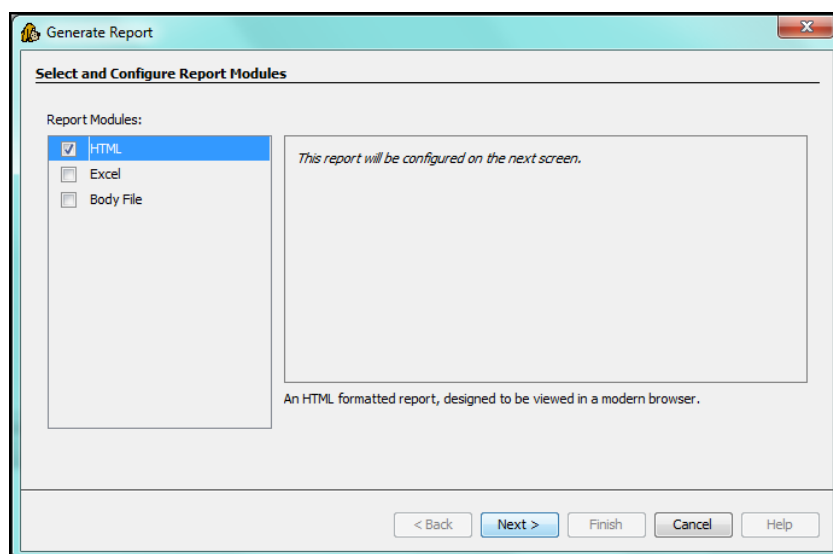 Generate Report
Select and Configure Report Modules
Report Modules:
HTML
Excel
Body File
This report will be configured on the next screen.
An HTML formatted report, designed to be viewed in a modern browser.
< Back
Next >
Finish
Cancel
Help